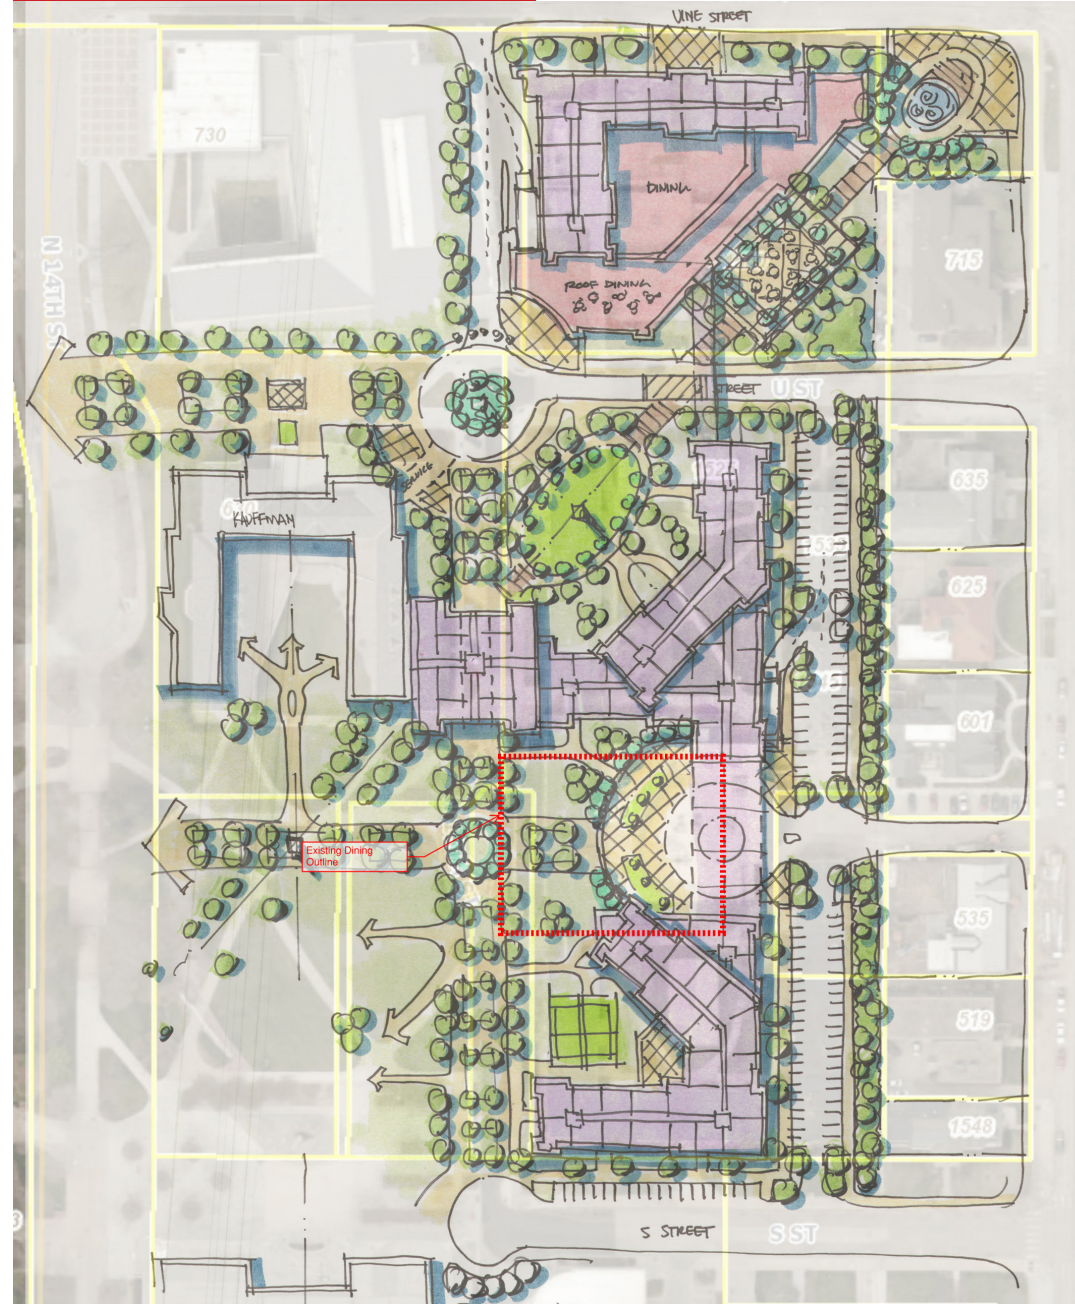 VINE STREET
730
DINING
N 14TH S
715
ROOF DINING
STREET
U ST
SERVICE
635
KAUFFMAN
625
601
Existing Dining
Outline
535
519
1548
S STREET
S ST